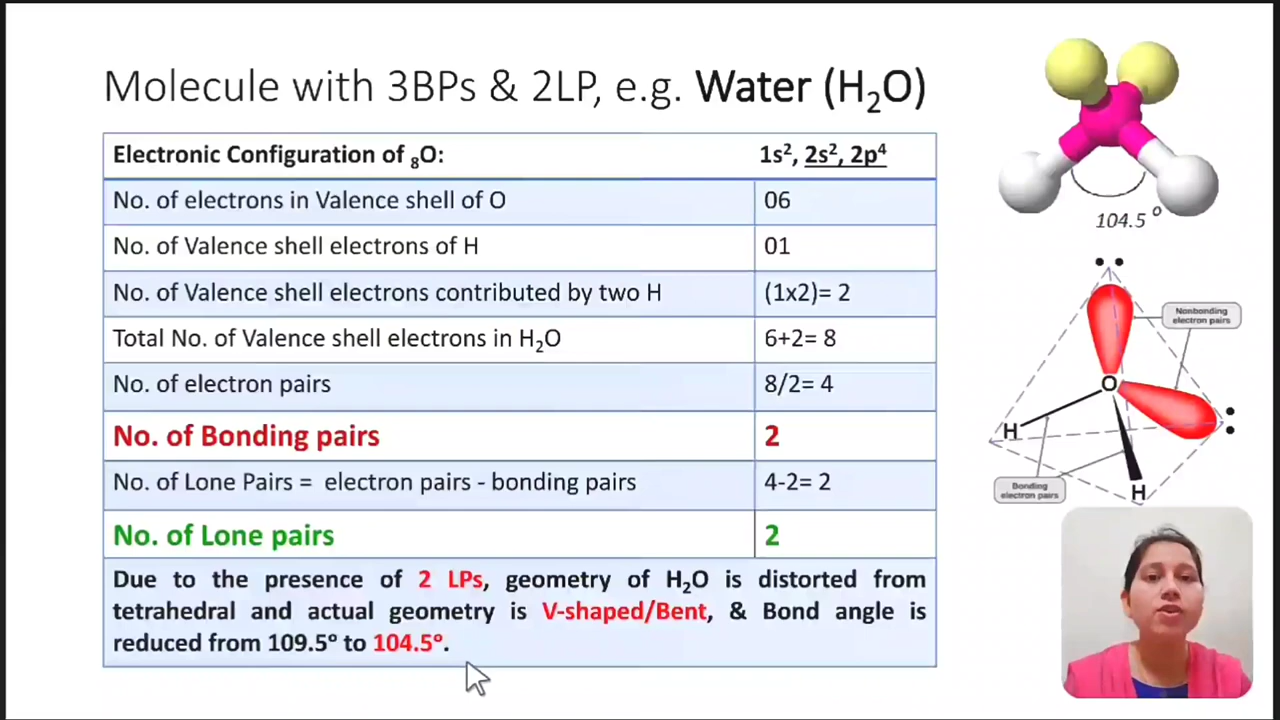 Molecule with 3BPs & 2LP, e.g. Water (H₂O)
Electronic Configuration of ₈O: 1s², 2s², 2p⁴
No. of electrons in Valence shell of O 06
No. of Valence shell electrons of H 01
No. of Valence shell electrons contributed by two H (1x2)= 2
Total No. of Valence shell electrons in H₂O 6+2= 8
No. of electron pairs 8/2= 4
No. of Bonding pairs 2
No. of Lone Pairs = electron pairs - bonding pairs 4-2= 2
No. of Lone pairs 2
Due to the presence of 2 LPs, geometry of H₂O is distorted from
tetrahedral and actual geometry is V-shaped/Bent, & Bond angle is
reduced from 109.5º to 104.5º.
104.5 º
Nonbonding
electron pairs
O
H
Bonding
electron pairs
H